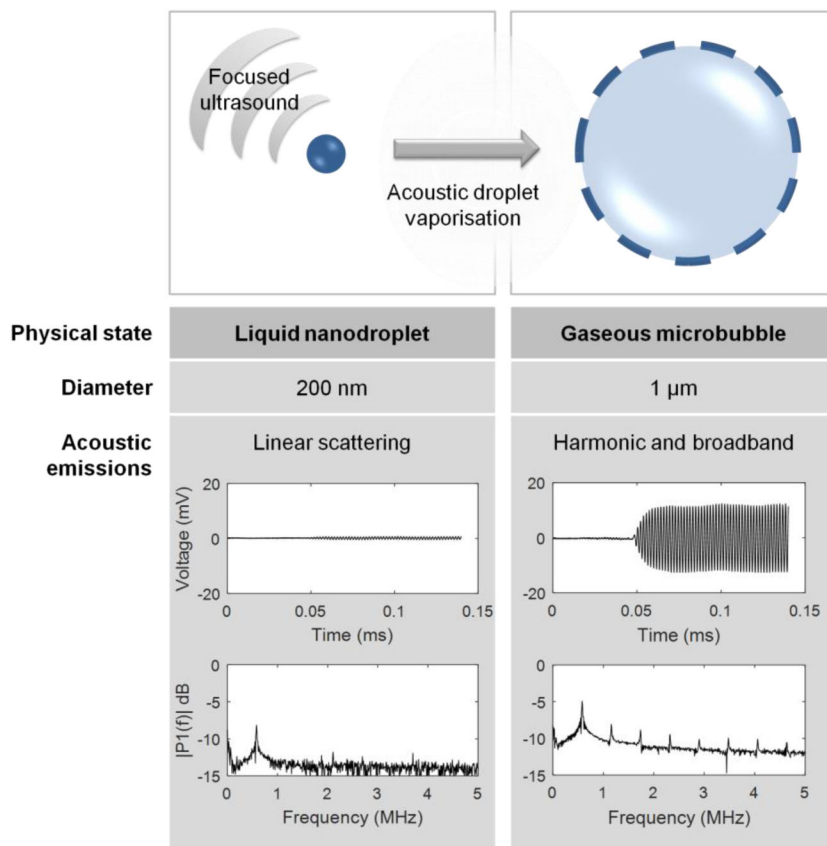 Focused
ultrasound
Acoustic droplet
vaporisation
Physical state
Liquid nanodroplet
Gaseous microbubble
Diameter
200 nm
1 µm
Acoustic
emissions
Linear scattering
Harmonic and broadband
Voltage (mV)
20
0
-20
0
0.05
0.1
0.15
Time (ms)
20
0
-20
0
0.05
0.1
0.15
Time (ms)
|P1(f)| dB
0
-5
-10
-15
0
1
2
3
4
5
Frequency (MHz)
0
-5
-10
-15
0
1
2
3
4
5
Frequency (MHz)